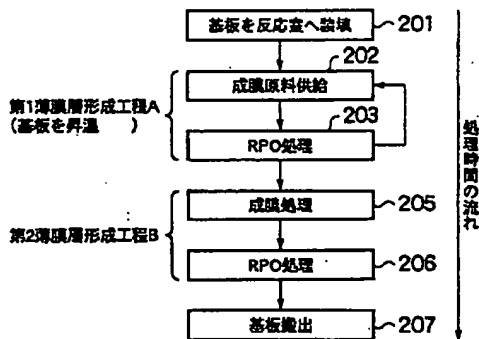 基板を反応室へ装填
201
202
成膜原料供給
第1薄膜層形成工程A
(基板を昇温 )
203
RPO処理
成膜処理
205
第2薄膜層形成工程B
RPO処理
206
基板搬出
207
処理時間の流れ